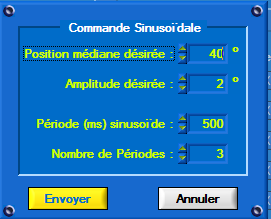 Commande Sinusoïdale
Position médiane désirée : 40 °
Amplitude désirée : 2 °
Période (ms) sinusoïde : 500
Nombre de Périodes : 3
Envoyer Annuler